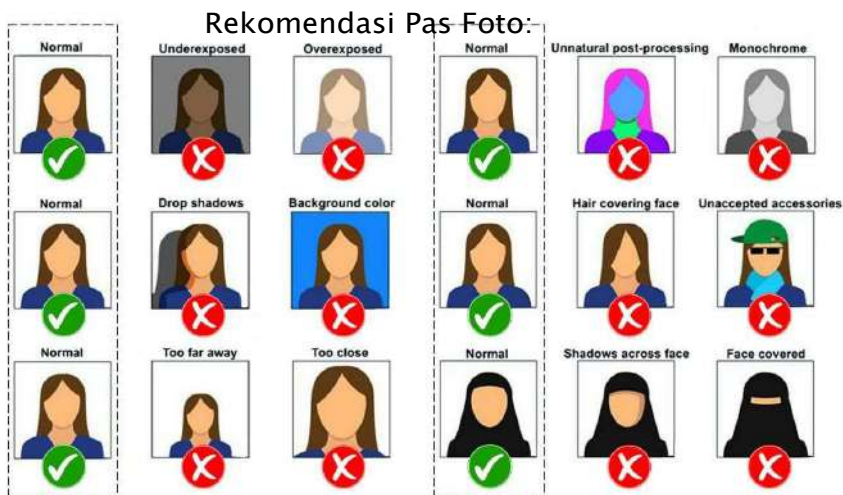 Rekomendasi Pas Foto:
Normal Underexposed Overexposed Normal Unnatural post-processing Monochrome
Normal Drop shadows Background color Normal Hair covering face Unaccepted accessories
Normal Too far away Too close Normal Shadows across face Face covered